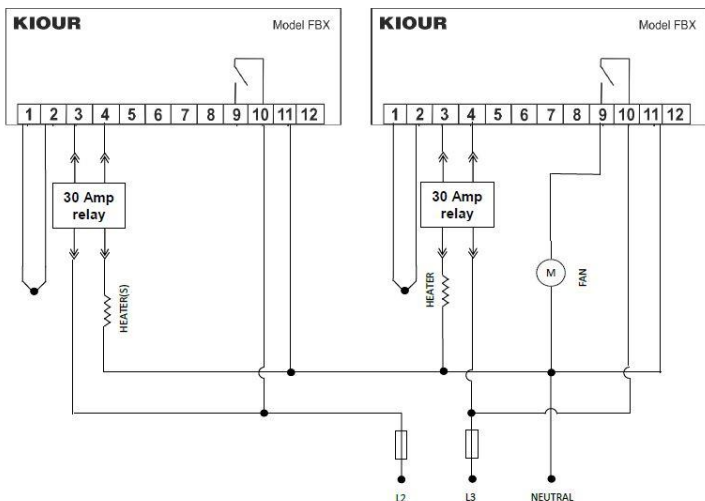 KIOUR Model FBX
1 2 3 4 5 6 7 8 9 10 11 12
30 Amp
relay
HEATER(S)
KIOUR Model FBX
1 2 3 4 5 6 7 8 9 10 11 12
30 Amp
relay
HEATER
M
FAN
L2 L3 NEUTRAL